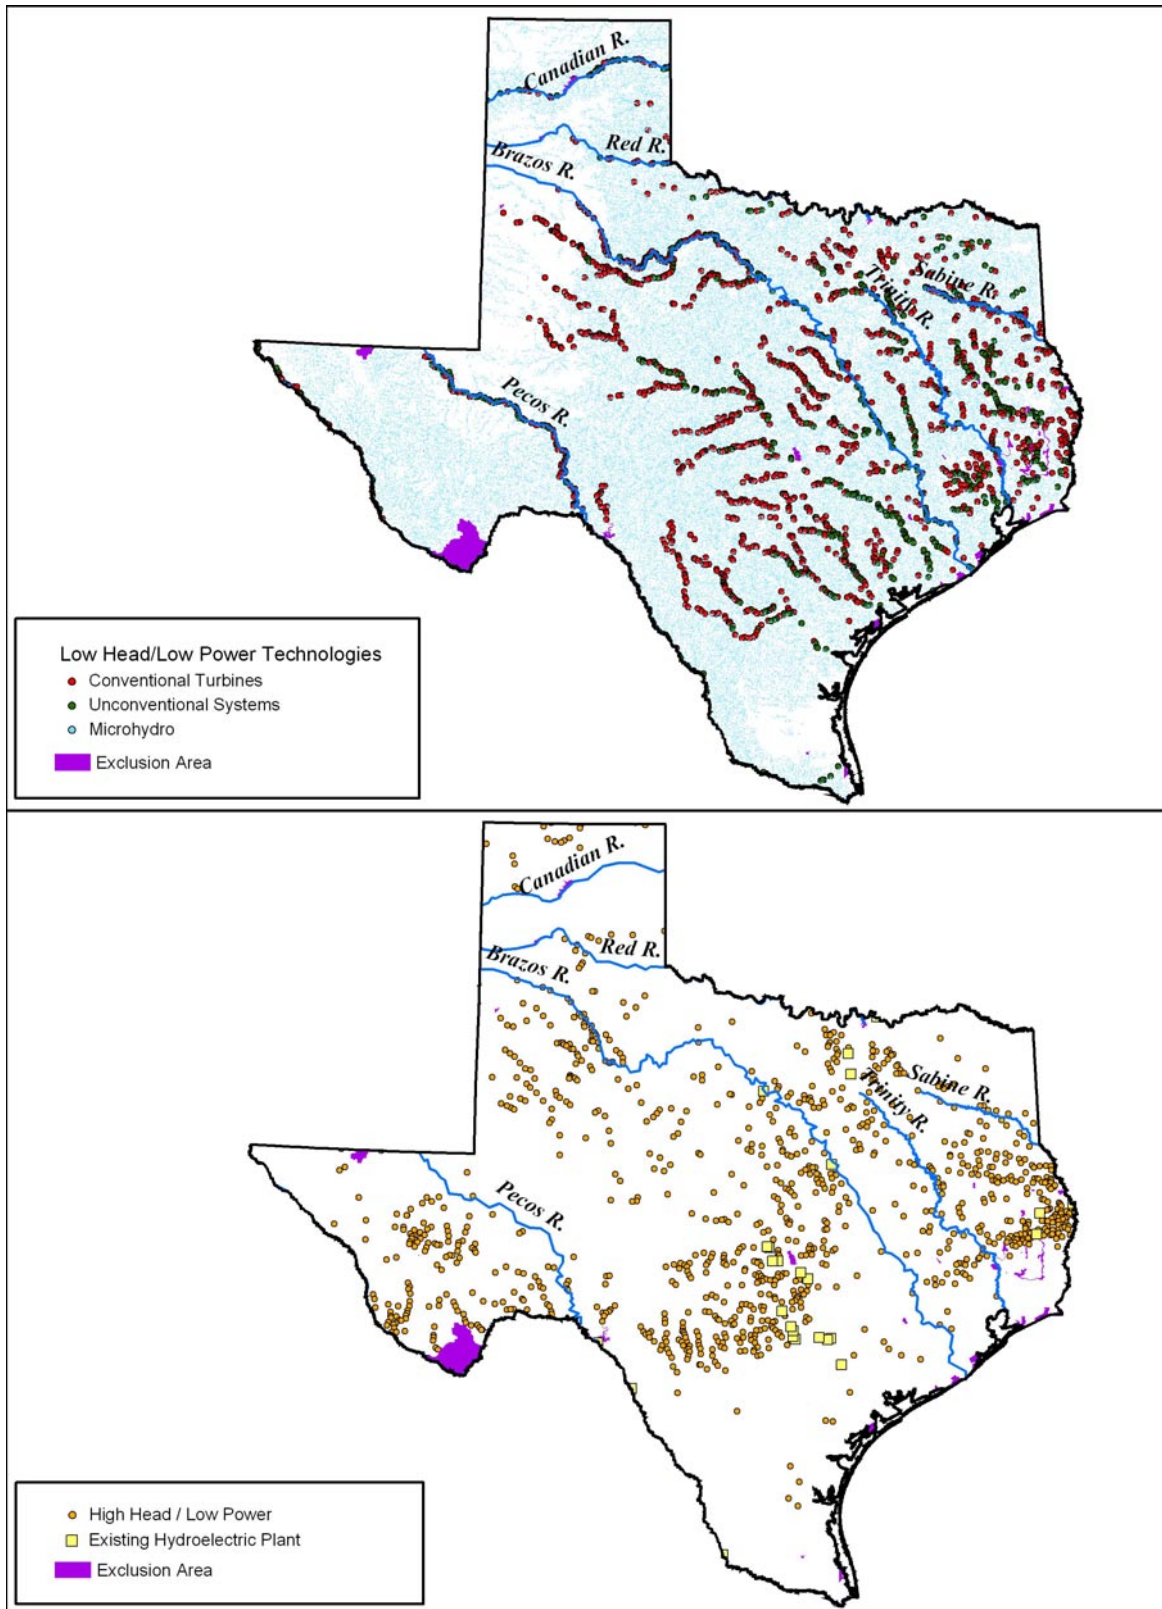 Canadian R.
Red R.
Brazos R.
Sabine R.
Trinity R.
Pecos R.
Low Head/Low Power Technologies
Conventional Turbines
Unconventional Systems
Microhydro
Exclusion Area
Canadian R.
Red R.
Brazos R.
Sabine R.
Trinity R.
Pecos R.
High Head / Low Power
Existing Hydroelectric Plant
Exclusion Area